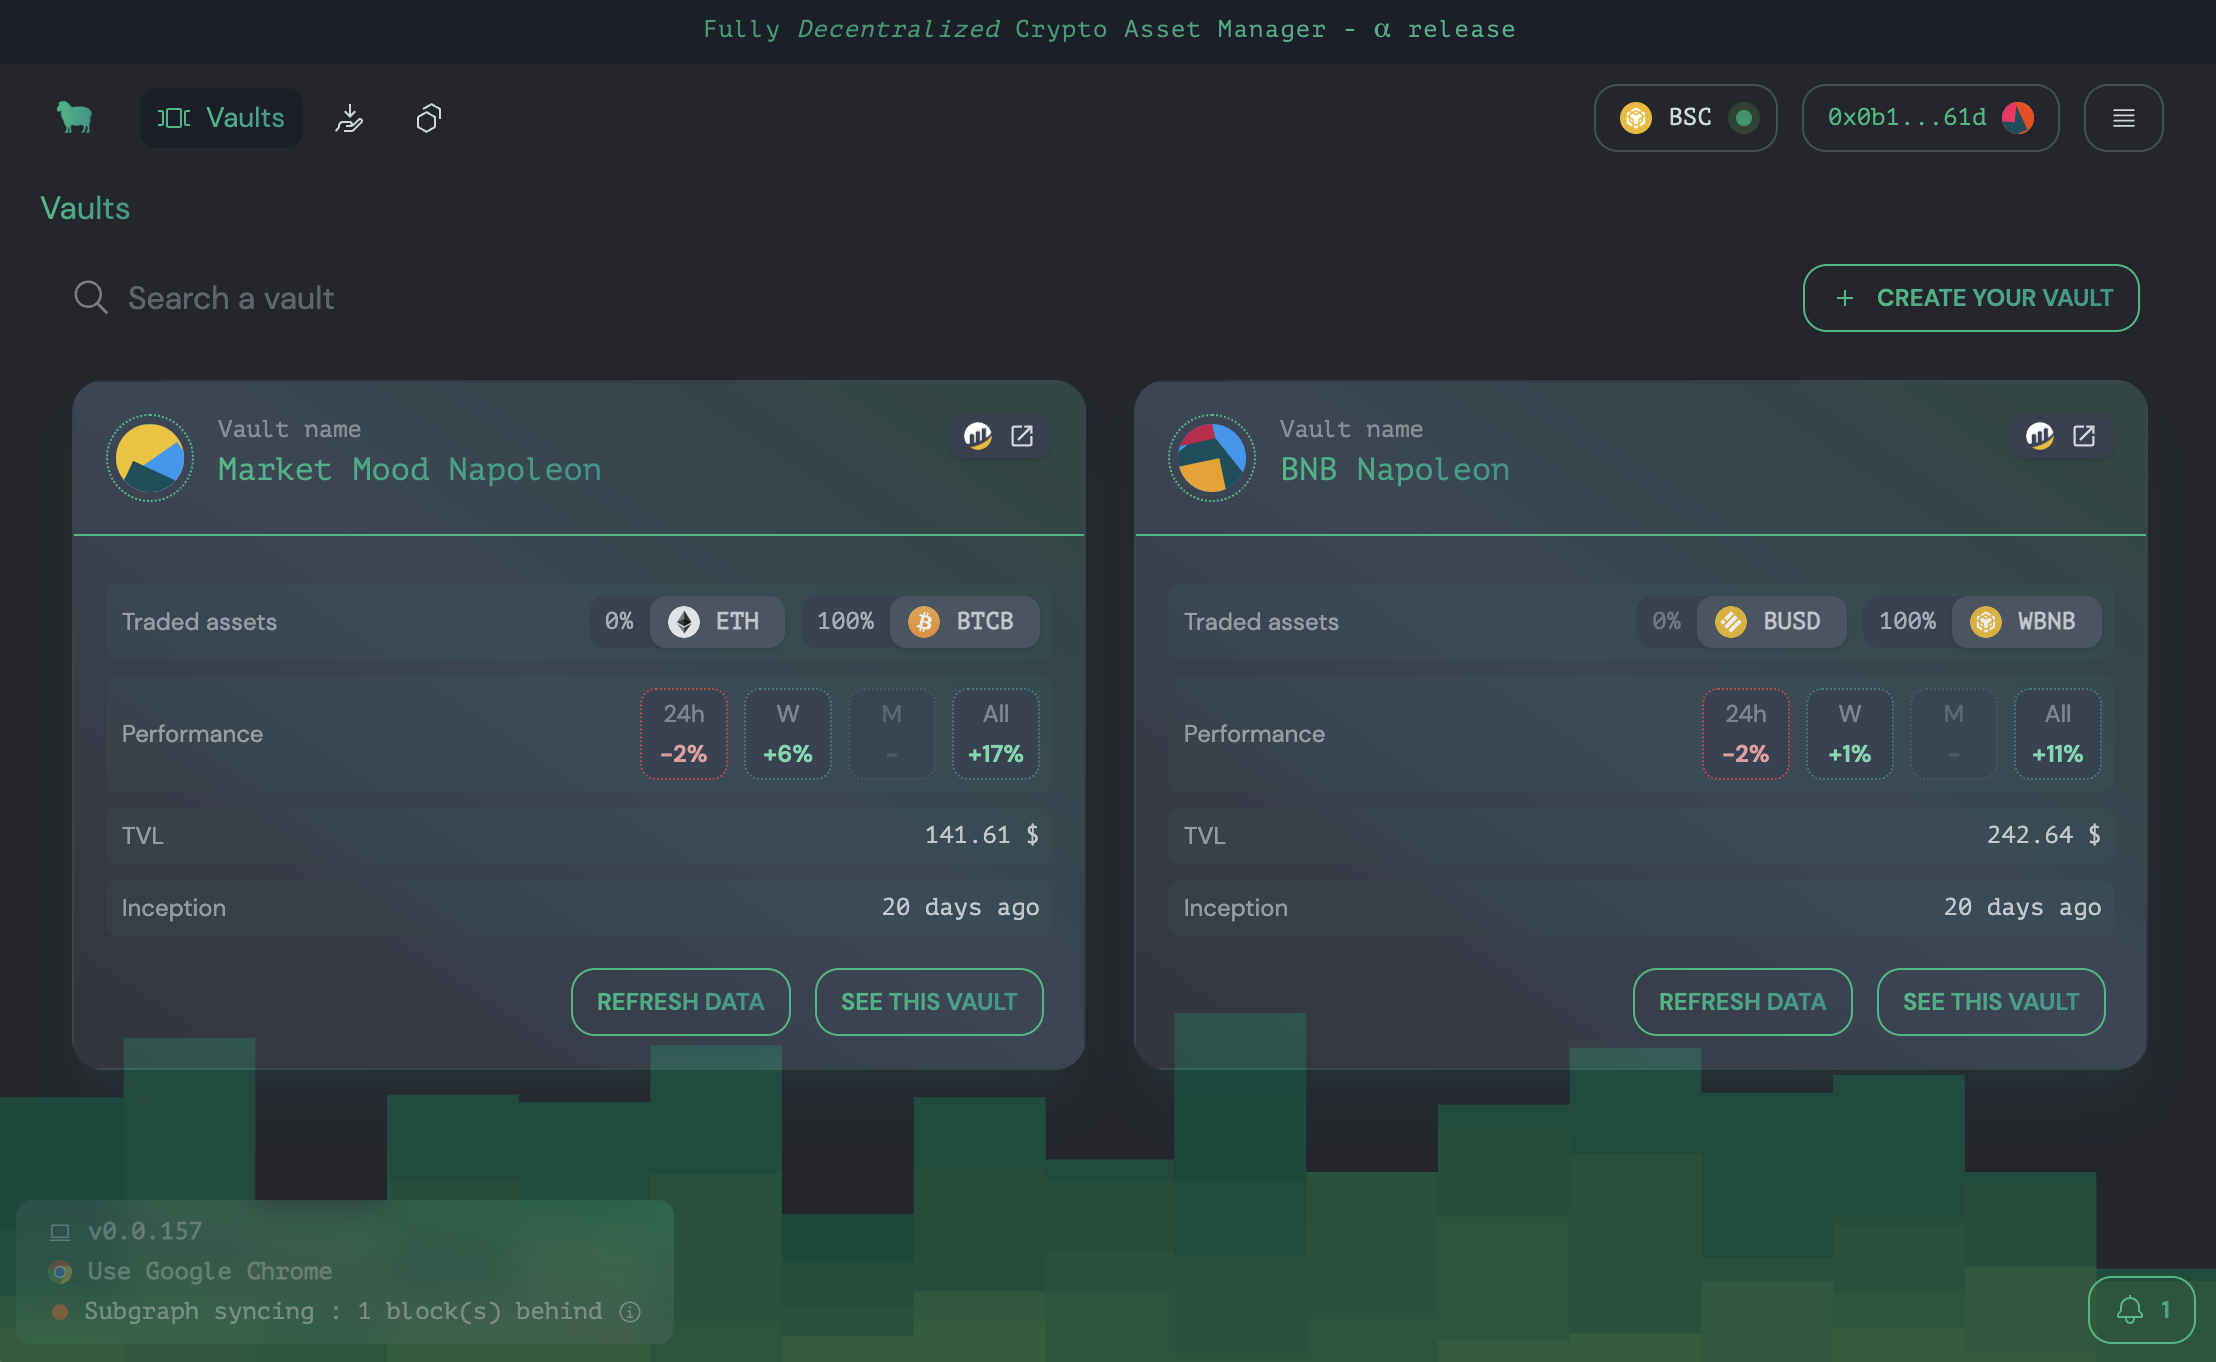 Fully Decentralized Crypto Asset Manager - α release
Vaults
BSC
0x0b1...61d
Vaults
Search a vault
+ CREATE YOUR VAULT
Vault name
Market Mood Napoleon
Traded assets
0% ETH 100% BTCB
Performance
24h W M All
-2% +6% - +17%
TVL 141.61 $
Inception 20 days ago
REFRESH DATA SEE THIS VAULT
Vault name
BNB Napoleon
Traded assets
0% BUSD 100% WBNB
Performance
24h W M All
-2% +1% - +11%
TVL 242.64 $
Inception 20 days ago
REFRESH DATA SEE THIS VAULT
v0.0.157
Use Google Chrome
Subgraph syncing : 1 block(s) behind
1